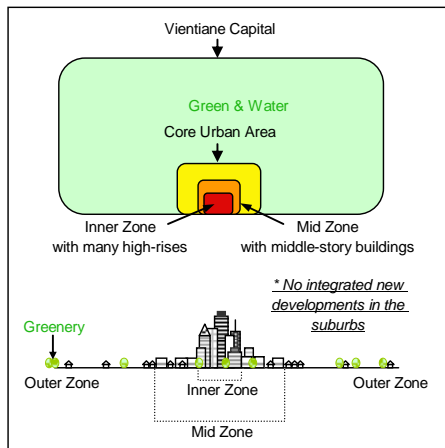 Vientiane Capital
Green & Water
Core Urban Area
Inner Zone
with many high-rises
Mid Zone
with middle-story buildings
* No integrated new
developments in the
suburbs
Greenery
Outer Zone
Inner Zone
Outer Zone
Mid Zone